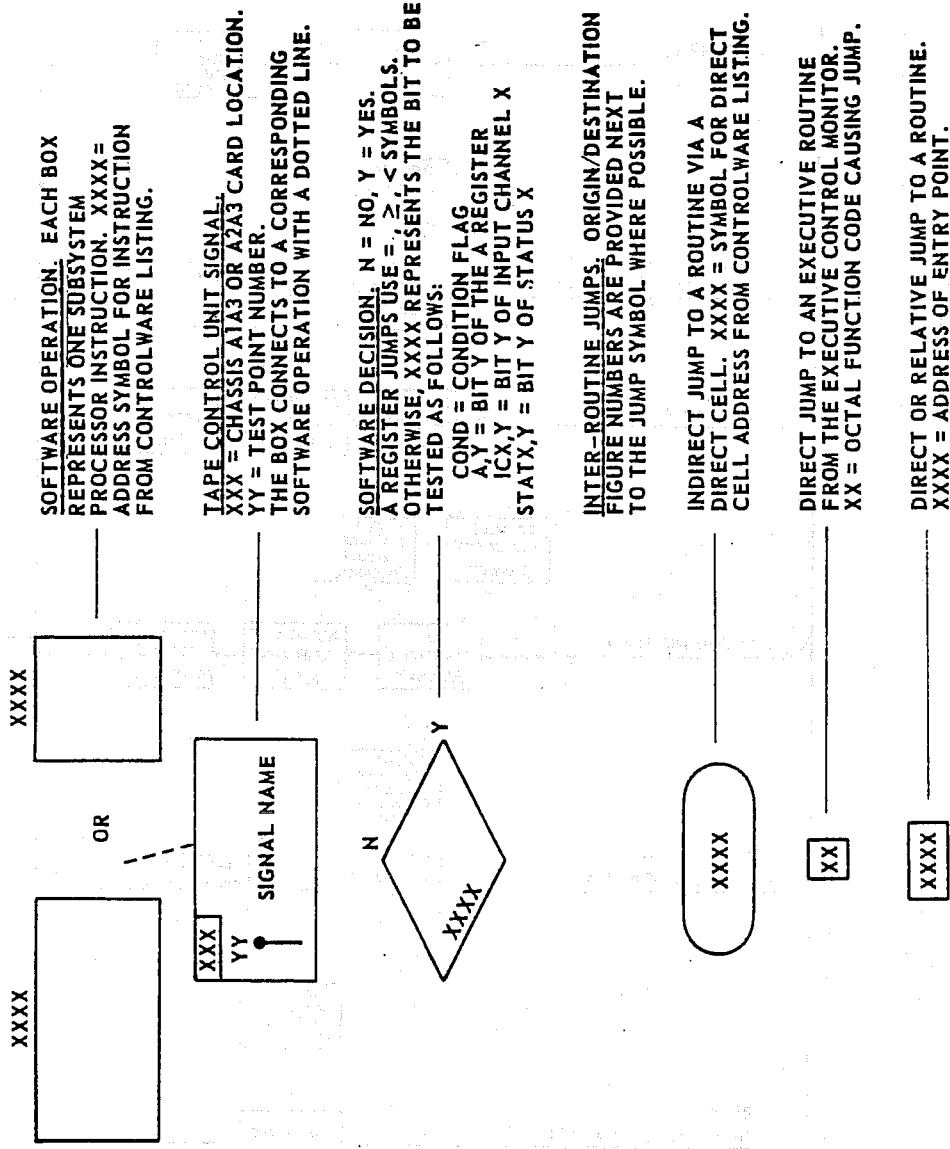 XXXX
OR
XXXX
SOFTWARE OPERATION. EACH BOX
REPRESENTS ONE SUBSYSTEM
PROCESSOR INSTRUCTION. XXXX=
ADDRESS SYMBOL FOR INSTRUCTION
FROM CONTROLWARE LISTING.
XXX
YY
SIGNAL NAME
TAPE CONTROL UNIT SIGNAL.
XXX = CHASSIS A1A3 OR A2A3 CARD LOCATION.
YY = TEST POINT NUMBER.
THE BOX CONNECTS TO A CORRESPONDING
SOFTWARE OPERATION WITH A DOTTED LINE.
XXXX
N
Y
SOFTWARE DECISION. N = NO, Y = YES.
A REGISTER JUMPS USE =, ≥, < SYMBOLS.
OTHERWISE, XXXX REPRESENTS THE BIT TO BE
TESTED AS FOLLOWS:
COND = CONDITION FLAG
A,Y = BIT Y OF THE A REGISTER
ICX,Y = BIT Y OF INPUT CHANNEL X
STATX,Y = BIT Y OF STATUS X
INTER-ROUTINE JUMPS. ORIGIN/DESTINATION
FIGURE NUMBERS ARE PROVIDED NEXT
TO THE JUMP SYMBOL WHERE POSSIBLE.
XXXX
INDIRECT JUMP TO A ROUTINE VIA A
DIRECT CELL. XXXX = SYMBOL FOR DIRECT
CELL ADDRESS FROM CONTROLWARE LISTING.
XX
DIRECT JUMP TO AN EXECUTIVE ROUTINE
FROM THE EXECUTIVE CONTROL MONITOR.
XX = OCTAL FUNCTION CODE CAUSING JUMP.
XXXX
DIRECT OR RELATIVE JUMP TO A ROUTINE.
XXXX = ADDRESS OF ENTRY POINT.